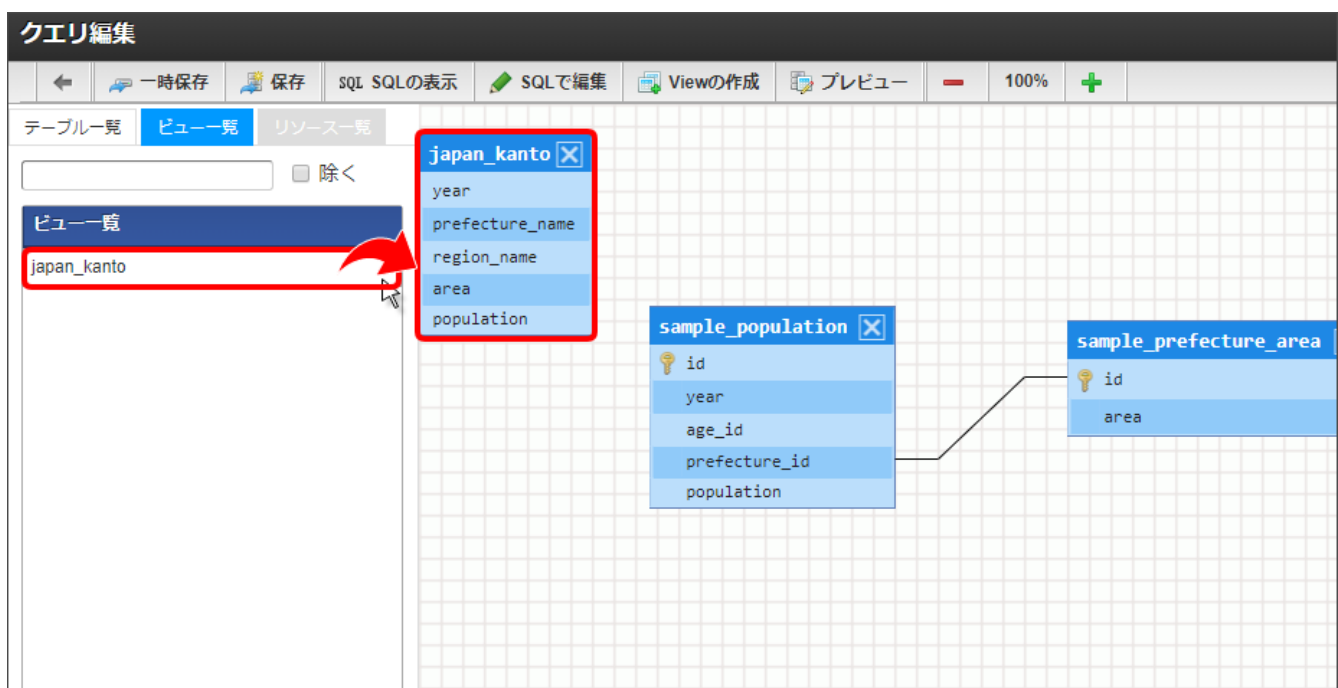 クエリ編集
一時保存 保存 SQL SQLの表示 SQLで編集 Viewの作成 プレビュー 100%
テーブル一覧 ビュー一覧 リソース一覧
除く
ビュー一覧
japan_kanto
japan_kanto
year
prefecture_name
region_name
area
population
sample_population
id
year
age_id
prefecture_id
population
sample_prefecture_area
id
area